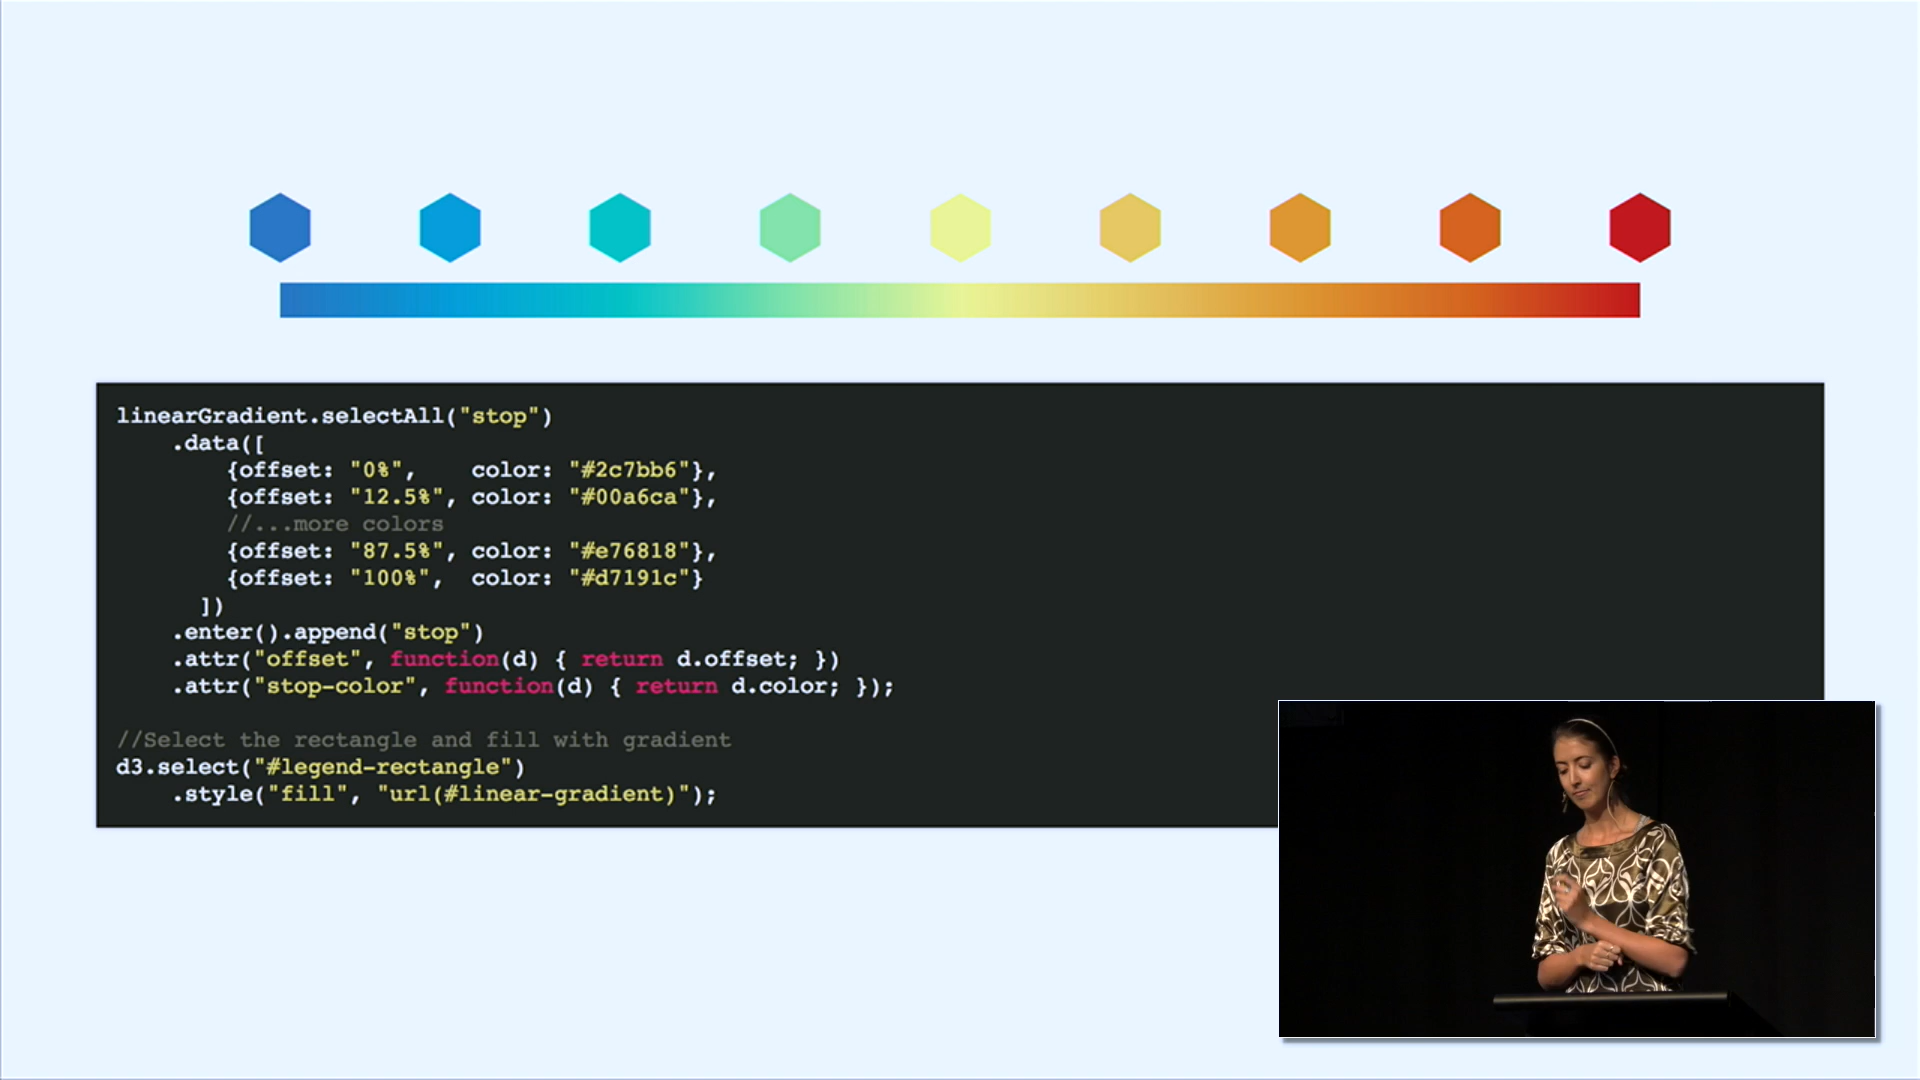 linearGradient.selectAll("stop")
.data([
{offset: "0%", color: "#2c7bb6"},
{offset: "12.5%", color: "#00a6ca"},
//...more colors
{offset: "87.5%", color: "#e76818"},
{offset: "100%", color: "#d7191c"}
])
.enter().append("stop")
.attr("offset", function(d) { return d.offset; })
.attr("stop-color", function(d) { return d.color; });
//Select the rectangle and fill with gradient
d3.select("#legend-rectangle")
.style("fill", "url(#linear-gradient)");